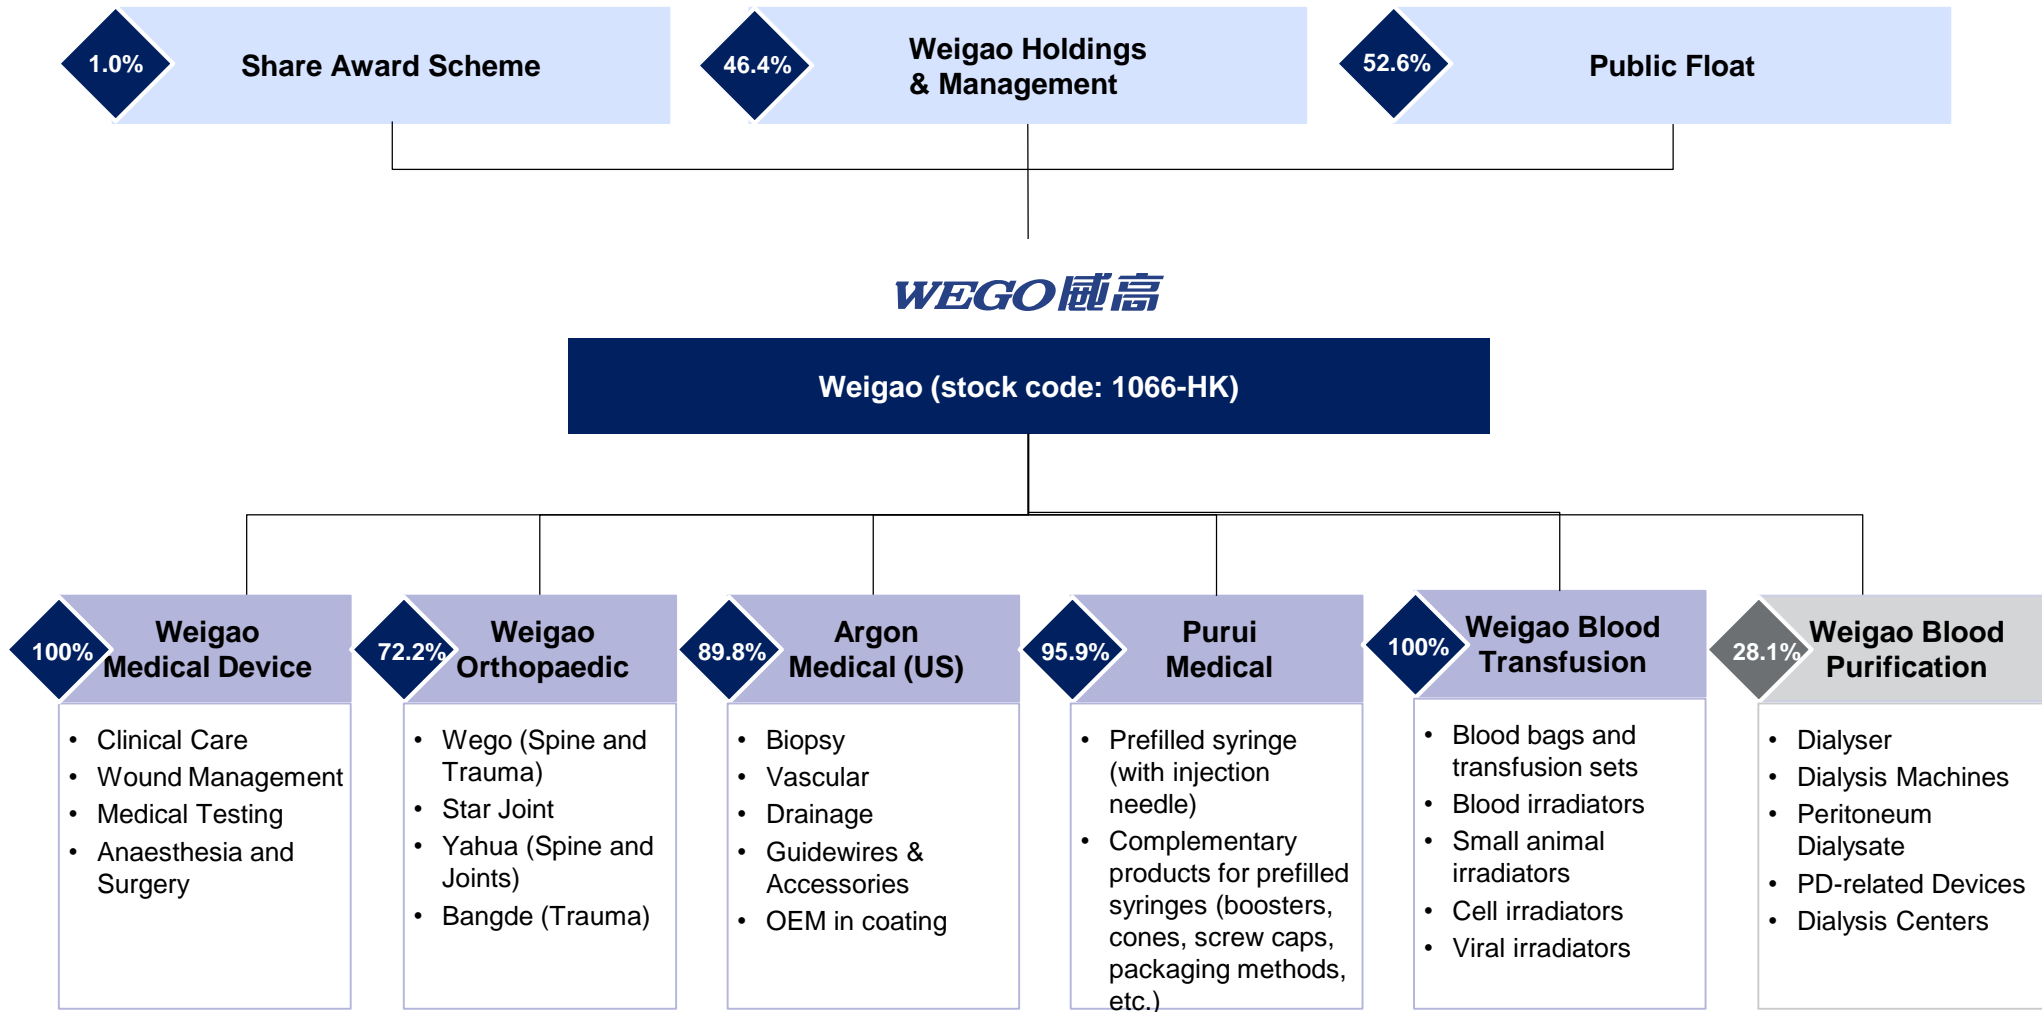 1.0%
Share Award Scheme
46.4%
Weigao Holdings
& Management
52.6%
Public Float
WEGO威高
Weigao (stock code: 1066-HK)
100%
Weigao
Medical Device
• Clinical Care
• Wound Management
• Medical Testing
• Anaesthesia and
Surgery
72.2%
Weigao
Orthopaedic
• Wego (Spine and
Trauma)
• Star Joint
• Yahua (Spine and
Joints)
• Bangde (Trauma)
89.8%
Argon
Medical (US)
• Biopsy
• Vascular
• Drainage
• Guidewires &
Accessories
• OEM in coating
95.9%
Purui
Medical
• Prefilled syringe
(with injection
needle)
• Complementary
products for prefilled
syringes (boosters,
cones, screw caps,
packaging methods,
etc.)
100%
Weigao Blood
Transfusion
• Blood bags and
transfusion sets
• Blood irradiators
• Small animal
irradiators
• Cell irradiators
• Viral irradiators
28.1%
Weigao Blood
Purification
• Dialyser
• Dialysis Machines
• Peritoneum
Dialysate
• PD-related Devices
• Dialysis Centers